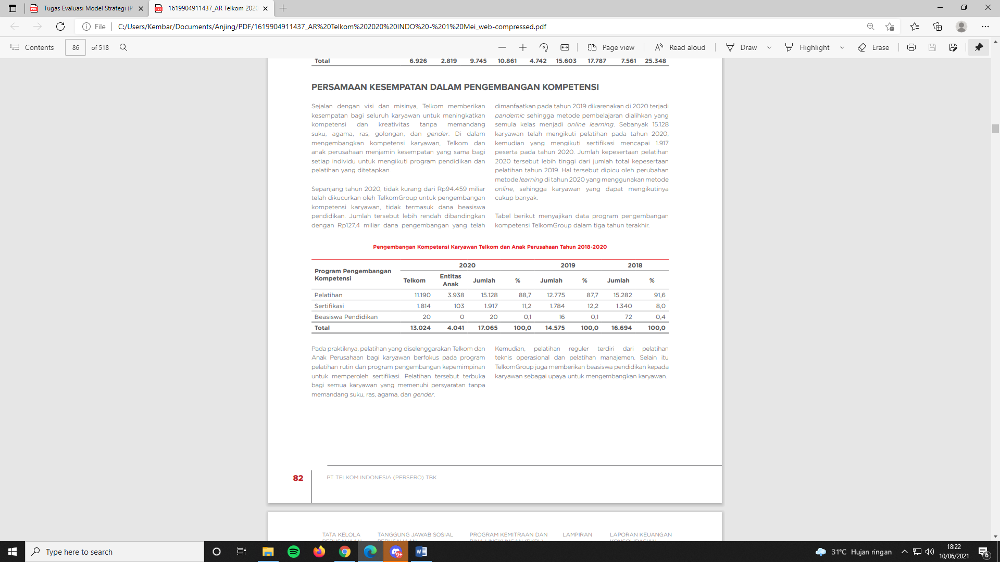 Tugas Evaluasi Model Strategi (P
1619904911437_AR Telkom 2020
File
C:/Users/Kembar/Documents/Anjing/PDF/1619904911437_AR%20Telkom%202020%20INDO%20-%201%20Mei_web-compressed.pdf
Contents
86
of 518
Page view
Read aloud
Draw
Highlight
Erase
Total 6.926 2.819 9.745 10.861 4.742 15.603 17.787 7.561 25.348
PERSAMAAN KESEMPATAN DALAM PENGEMBANGAN KOMPETENSI
Sejalan dengan visi dan misinya, Telkom memberikan
kesempatan bagi seluruh karyawan untuk meningkatkan
kompetensi dan kreativitas tanpa memandang
suku, agama, ras, golongan, dan gender. Di dalam
mengembangkan kompetensi karyawan, Telkom dan
anak perusahaan menjamin kesempatan yang sama bagi
setiap individu untuk mengikuti program pendidikan dan
pelatihan yang ditetapkan.
Sepanjang tahun 2020, tidak kurang dari Rp94.459 miliar
telah dikucurkan oleh TelkomGroup untuk pengembangan
kompetensi karyawan, tidak termasuk dana beasiswa
pendidikan. Jumlah tersebut lebih rendah dibandingkan
dengan Rp127,4 miliar dana pengembangan yang telah
dimanfaatkan pada tahun 2019 dikarenakan di 2020 terjadi
pandemic sehingga metode pembelajaran dialihkan yang
semula kelas menjadi online learning. Sebanyak 15.128
karyawan telah mengikuti pelatihan pada tahun 2020,
kemudian yang mengikuti sertifikasi mencapai 1.917
peserta pada tahun 2020. Jumlah kepesertaan pelatihan
2020 tersebut lebih tinggi dari jumlah total kepesertaan
pelatihan tahun 2019. Hal tersebut dipicu oleh perubahan
metode learning di tahun 2020 yang menggunakan metode
online, sehingga karyawan yang dapat mengikutinya
cukup banyak.
Tabel berikut menyajikan data program pengembangan
kompetensi TelkomGroup dalam tiga tahun terakhir.
Pengembangan Kompetensi Karyawan Telkom dan Anak Perusahaan Tahun 2018-2020
Program Pengembangan Kompetensi 2020 2019 2018
Telkom Entitas Anak Jumlah % Jumlah % Jumlah %
Pelatihan 11.190 3.938 15.128 88,7 12.775 87,7 15.282 91,6
Sertifikasi 1.814 103 1.917 11,2 1.784 12,2 1.340 8,0
Beasiswa Pendidikan 20 0 20 0,1 16 0,1 72 0,4
Total 13.024 4.041 17.065 100,0 14.575 100,0 16.694 100,0
Pada praktiknya, pelatihan yang diselenggarakan Telkom dan
Anak Perusahaan bagi karyawan berfokus pada program
pelatihan rutin dan program pengembangan kepemimpinan
untuk memperoleh sertifikasi. Pelatihan tersebut terbuka
bagi semua karyawan yang memenuhi persyaratan tanpa
memandang suku, ras, agama, dan gender.
Kemudian, pelatihan reguler terdiri dari pelatihan
teknis operasional dan pelatihan manajemen. Selain itu
TelkomGroup juga memberikan beasiswa pendidikan kepada
karyawan sebagai upaya untuk mengembangkan karyawan.
82
PT TELKOM INDONESIA (PERSERO) TBK
TATA KELOLA
PERUSAHAAN
TANGGUNG JAWAB SOSIAL
PERUSAHAAN
PROGRAM KEMITRAAN DAN
BINA LINGKUNGAN (PKBL)
LAMPIRAN
LAPORAN KEUANGAN
KONSOLIDASIAN
Type here to search
9+
31°C Hujan ringan
18:22
10/06/2021
6